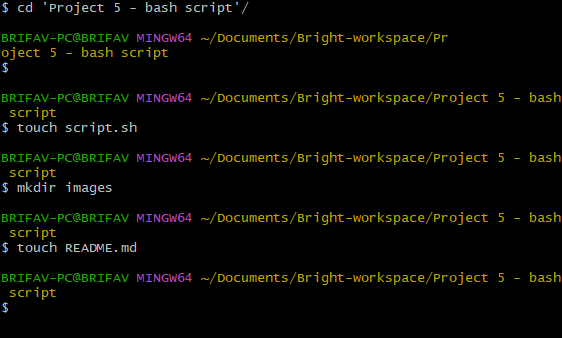 $ cd 'Project 5 - bash script'/
BRIFAV-PC@BRIFAV MINGW64 ~/Documents/Bright-workspace/Pr
oject 5 - bash script
$
BRIFAV-PC@BRIFAV MINGW64 ~/Documents/Bright-workspace/Project 5 - bash
 script
$ touch script.sh
BRIFAV-PC@BRIFAV MINGW64 ~/Documents/Bright-workspace/Project 5 - bash
 script
$ mkdir images
BRIFAV-PC@BRIFAV MINGW64 ~/Documents/Bright-workspace/Project 5 - bash
 script
$ touch README.md
BRIFAV-PC@BRIFAV MINGW64 ~/Documents/Bright-workspace/Project 5 - bash
 script
$